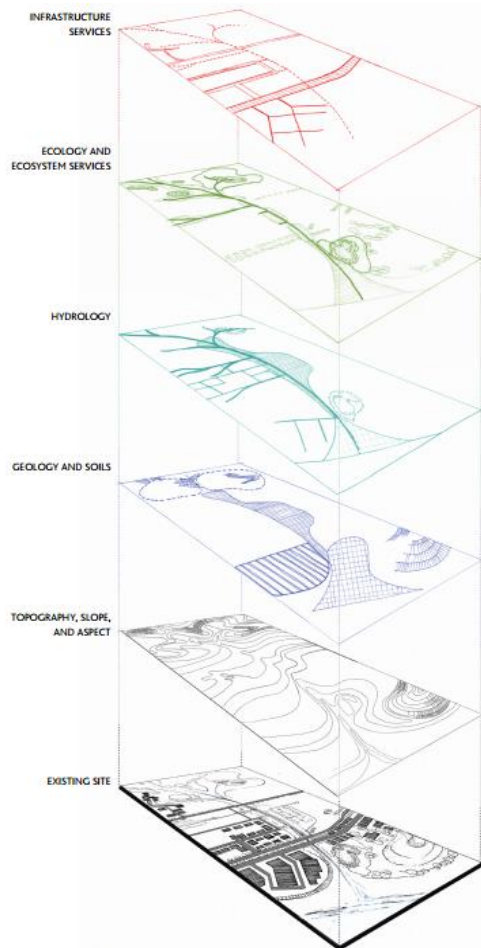 INFRASTRUCTURE
SERVICES
ECOLOGY AND
ECOSYSTEM SERVICES
HYDROLOGY
GEOLOGY AND SOILS
TOPOGRAPHY, SLOPE,
AND ASPECT
EXISTING SITE